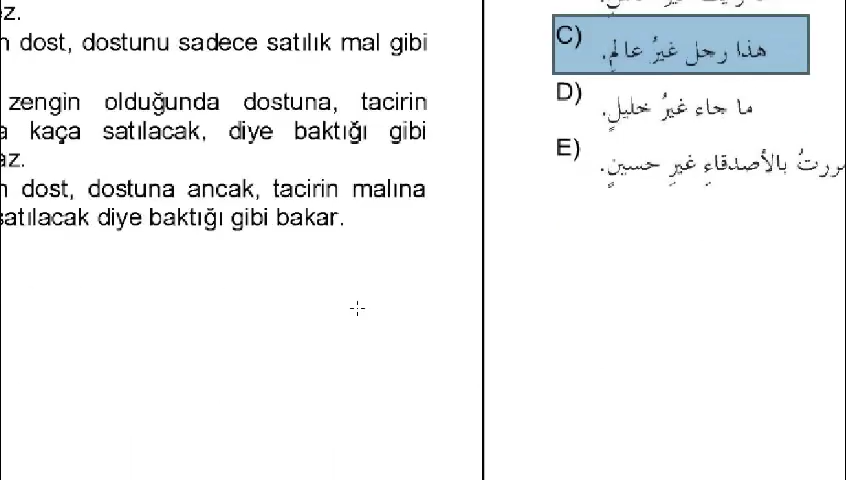 z.
n dost, dostunu sadece satılık mal gibi
zengin olduğunda dostuna, tacirin
a kaça satılacak, diye baktığı gibi
az.
n dost, dostuna ancak, tacirin malına
satılacak diye baktığı gibi bakar.
C) هذا رجل غيرُ عالمٍ.
D) ما جاء غيرُ خليلٍ.
E) مررتُ بالأصدقاءِ غيرِ حسينٍ.